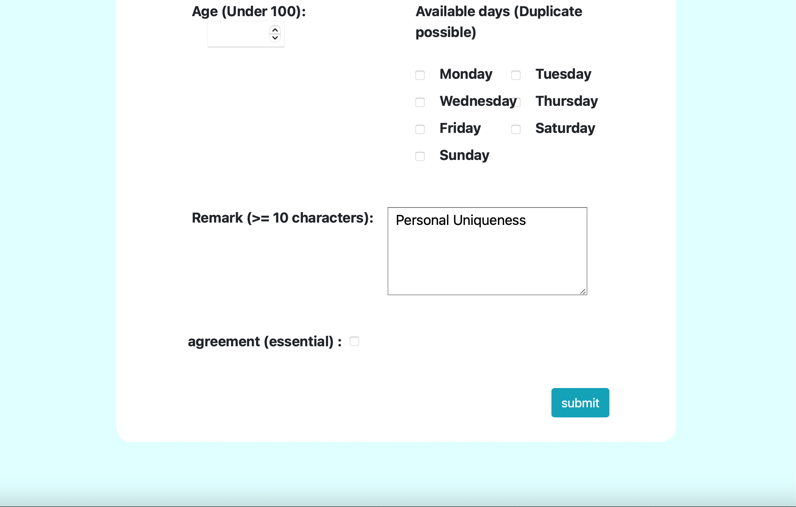 Age (Under 100):
Available days (Duplicate
possible)
Monday
Tuesday
Wednesday
Thursday
Friday
Saturday
Sunday
Remark (>= 10 characters):
Personal Uniqueness
agreement (essential) :
submit